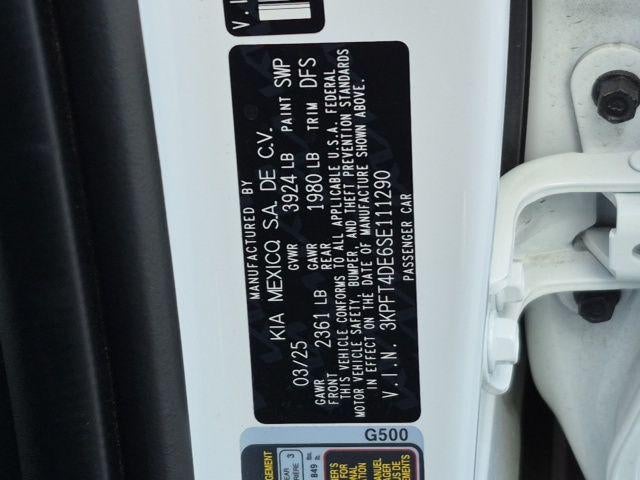 V.I
MANUFACTURED BY
KIA MEXICO, S.A. DE C.V.
03/25 GVWR 3924 LB PAINT SWP
GAWR FRONT 2361 LB GAWR REAR 1980 LB TRIM DFS
THIS VEHICLE CONFORMS TO ALL APPLICABLE U.S.A. FEDERAL
MOTOR VEHICLE SAFETY, BUMPER, AND THEFT PREVENTION STANDARDS
IN EFFECT ON THE DATE OF MANUFACTURE SHOWN ABOVE.
V.I.N. 3KPFT4DE6SE111290
PASSENGER CAR
G500
849
3